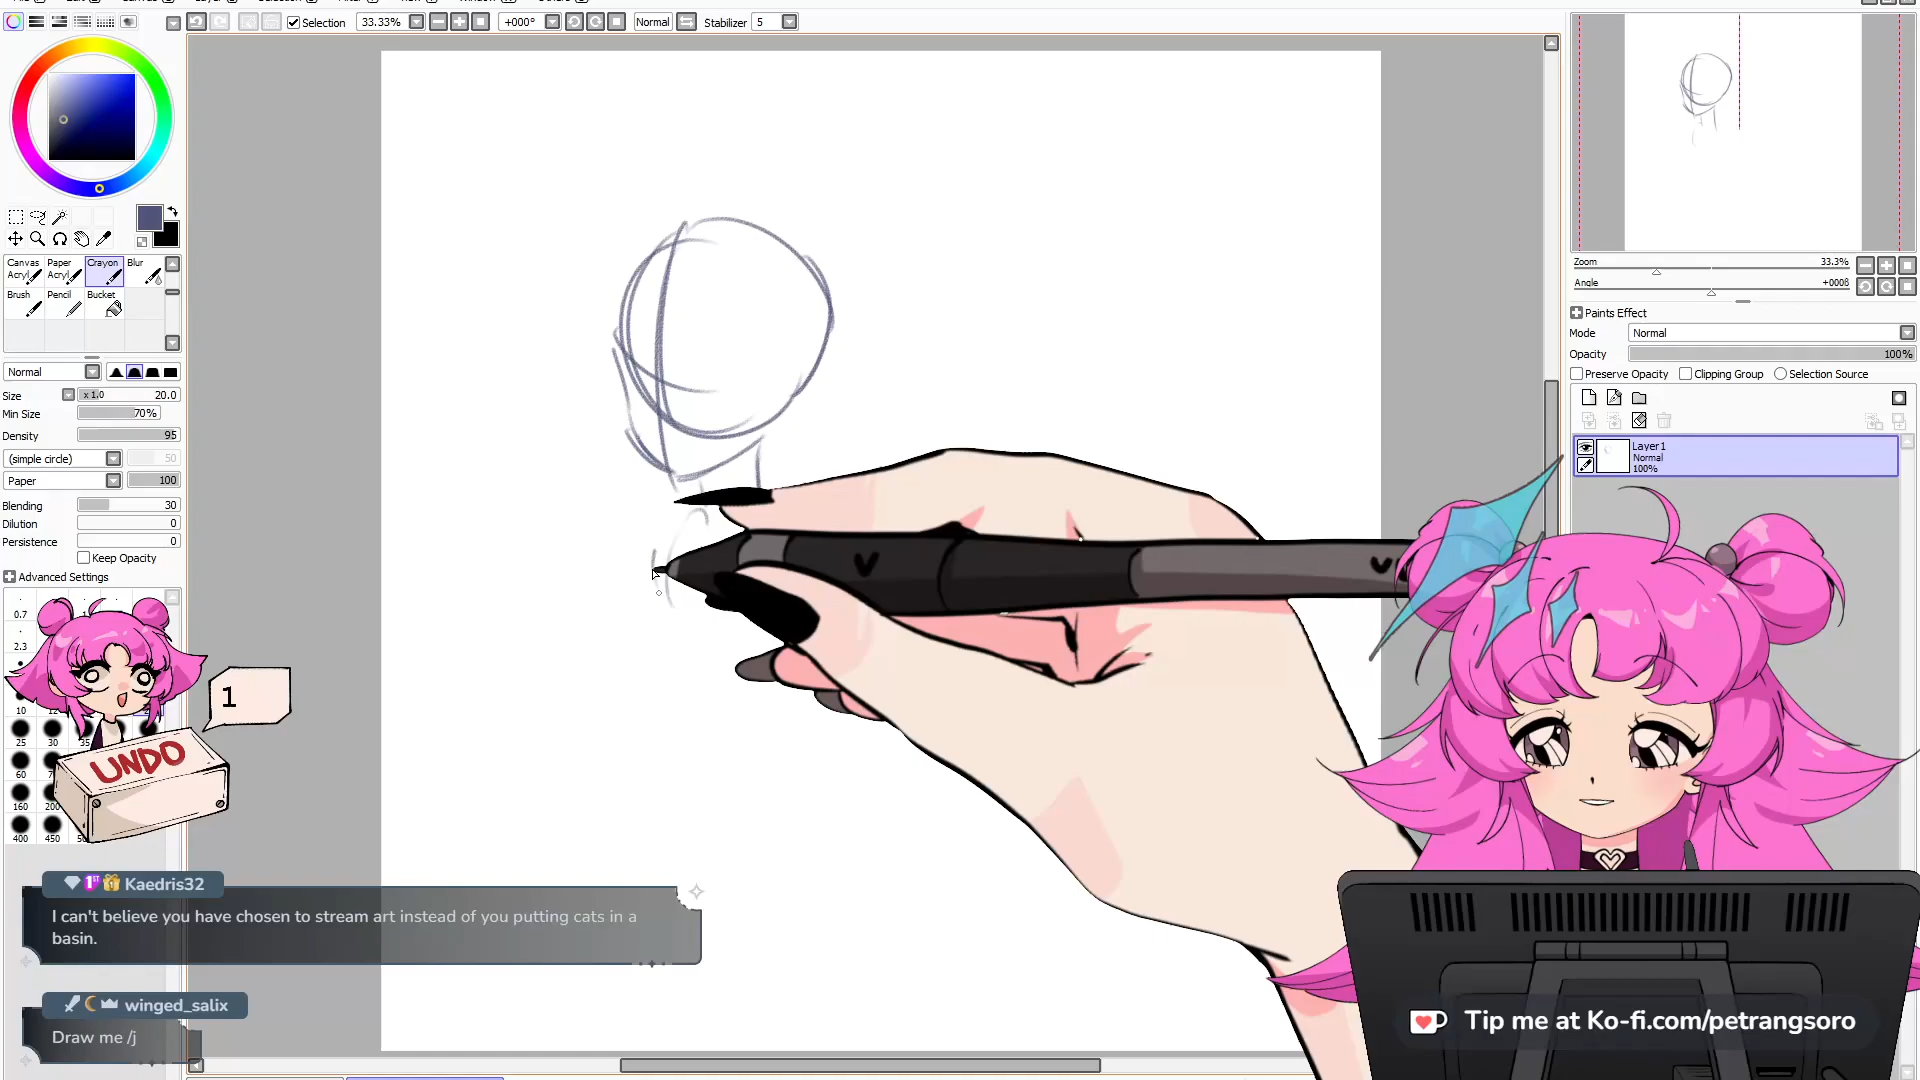 Selection
33.33%
+000°
Normal
Stabilizer
5
Canvas
Acryl
Paper
Acryl
Crayon
Blur
Brush
Pencil
Bucket
Normal
Size
x 1.0
20.0
Min Size
70%
Density
95
(simple circle)
50
Paper
100
Blending
30
Dilution
0
Persistence
0
Keep Opacity
Advanced Settings
0.7
2.3
10
25
30
35
60
160
200
400
450
1
UNDO
Kaedris32
I can't believe you have chosen to stream art instead of you putting cats in a
basin.
winged_salix
Draw me /j
Zoom
33.3%
Angle
+000ß
Paints Effect
Mode
Normal
Opacity
100%
Preserve Opacity
Clipping Group
Selection Source
Layer1
Normal
100%
Tip me at Ko-fi.com/petrangsoro